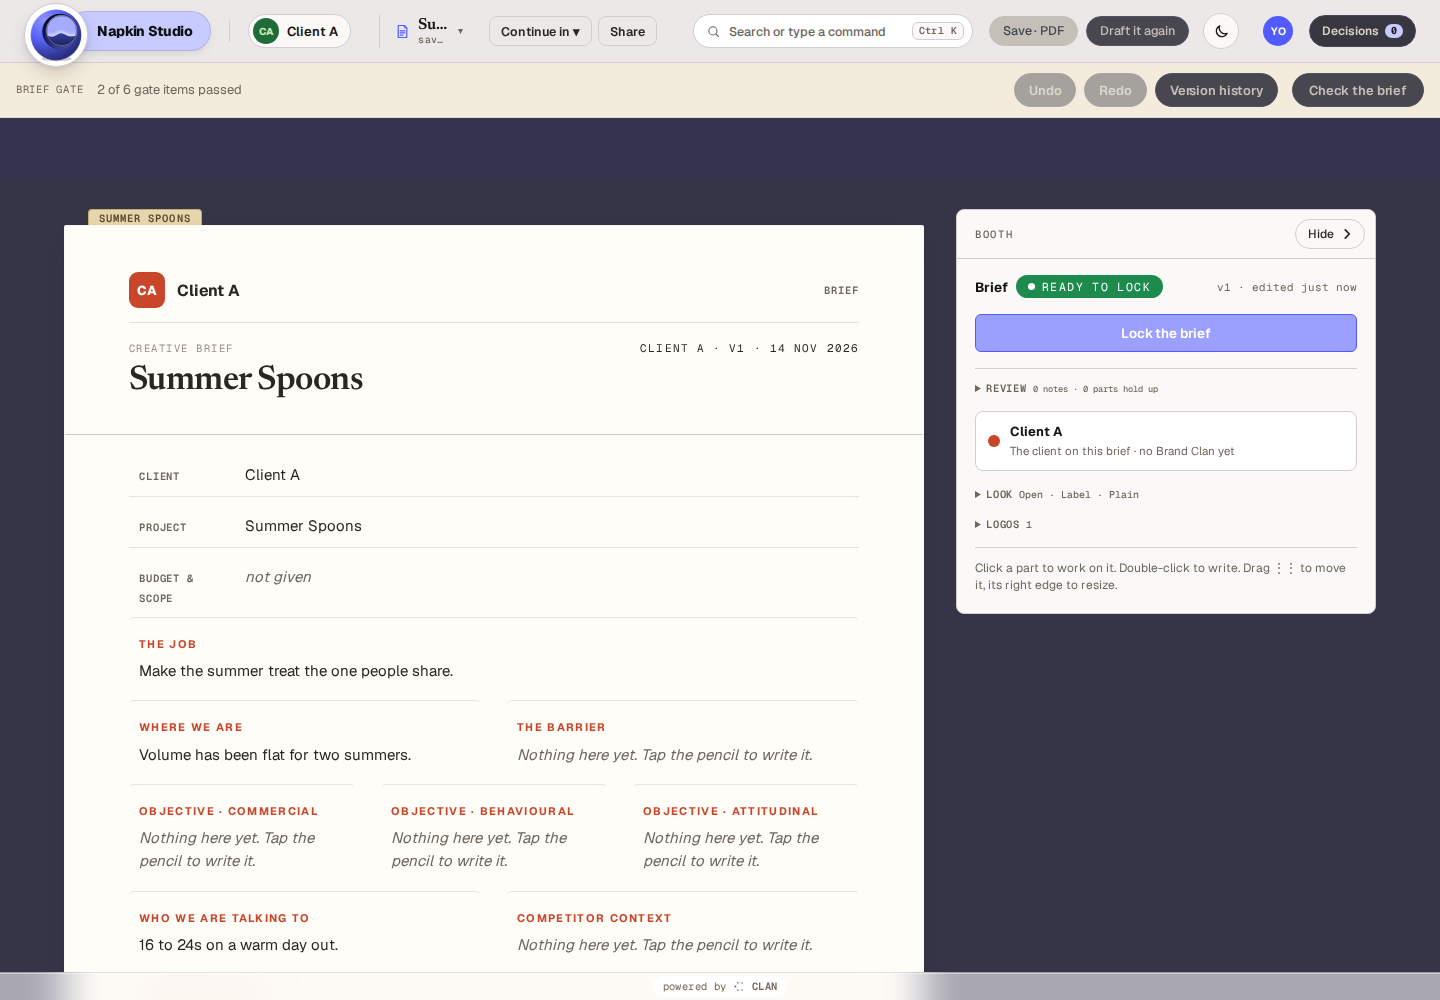 Napkin Studio
CA Client A
Su...
sav…
Continue in ▾
Share
Search or type a command
Ctrl K
Save · PDF
Draft it again
YO
Decisions 0
BRIEF GATE
2 of 6 gate items passed
Undo
Redo
Version history
Check the brief
SUMMER SPOONS
CA Client A
BRIEF
CREATIVE BRIEF
CLIENT A · V1 · 14 NOV 2026
Summer Spoons
CLIENT
Client A
PROJECT
Summer Spoons
BUDGET &
SCOPE
not given
THE JOB
Make the summer treat the one people share.
WHERE WE ARE
Volume has been flat for two summers.
THE BARRIER
Nothing here yet. Tap the pencil to write it.
OBJECTIVE · COMMERCIAL
Nothing here yet. Tap the
pencil to write it.
OBJECTIVE · BEHAVIOURAL
Nothing here yet. Tap the
pencil to write it.
OBJECTIVE · ATTITUDINAL
Nothing here yet. Tap the
pencil to write it.
WHO WE ARE TALKING TO
16 to 24s on a warm day out.
COMPETITOR CONTEXT
Nothing here yet. Tap the pencil to write it.
BOOTH
Hide
Brief
READY TO LOCK
v1 · edited just now
Lock the brief
REVIEW 0 notes · 0 parts hold up
Client A
The client on this brief · no Brand Clan yet
LOOK Open · Label · Plain
LOGOS 1
Click a part to work on it. Double-click to write. Drag ⋮⋮ to move
it, its right edge to resize.
powered by CLAN